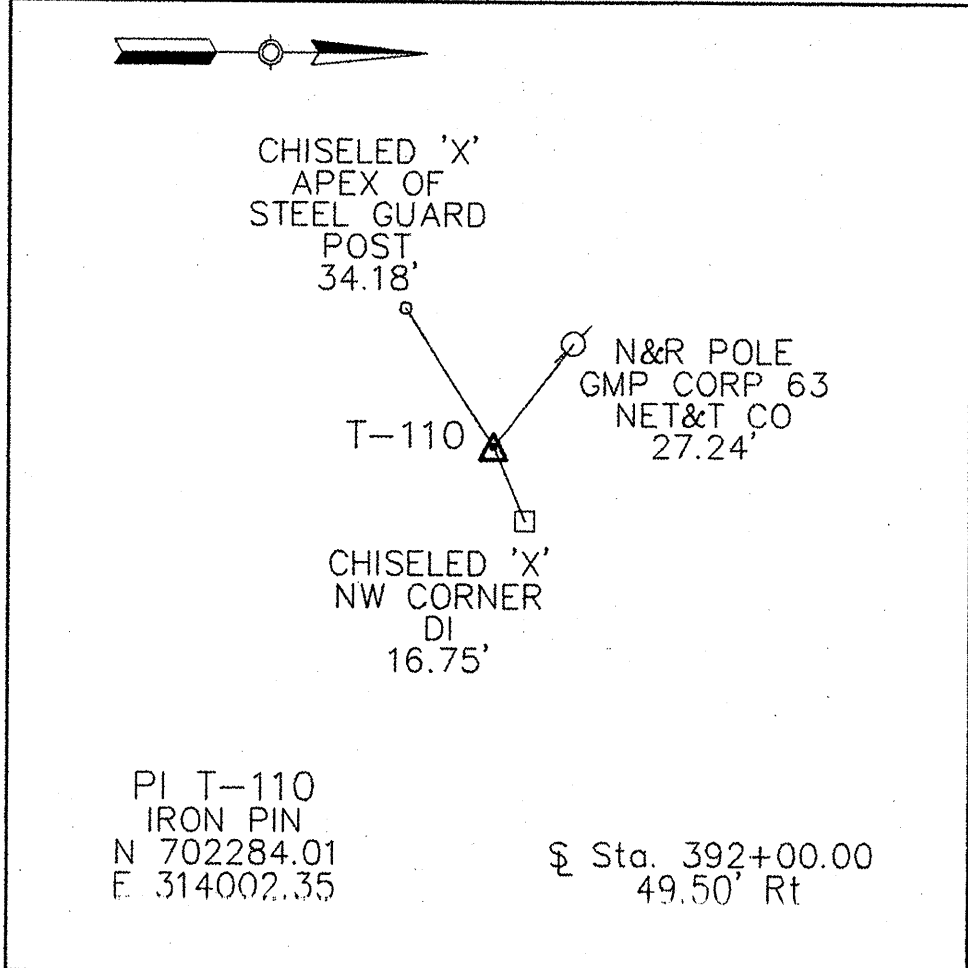 CHISELED 'X'
APEX OF
STEEL GUARD
POST
34.18'
N&R POLE
GMP CORP 63
NET&T CO
27.24'
T-110
CHISELED 'X'
NW CORNER
DI
16.75'
PI T-110
IRON PIN
N 702284.01
E 314002.35
℄ Sta. 392+00.00
49.50' Rt